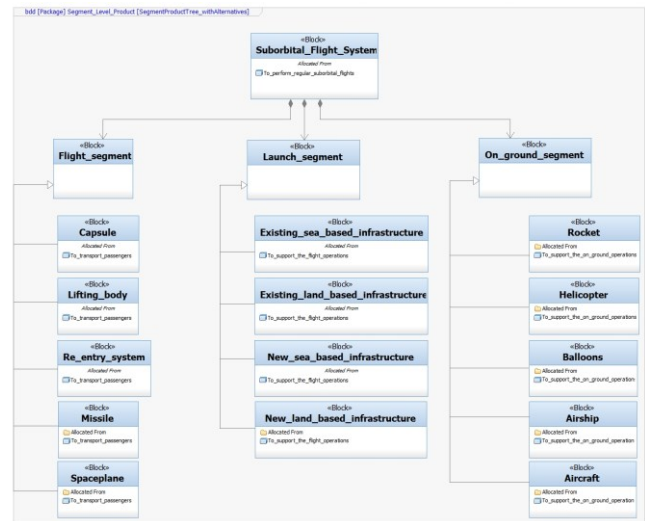 bdd [Package] Segment_Level_Product [SegmentProductTree_withAlternatives]
«Block»
Suborbital_Flight_System
Allocated From
To_perform_regular_suborbital_flights
«Block»
Flight_segment
«Block»
Launch_segment
«Block»
On_ground_segment
«Block»
Capsule
Allocated From
To_transport_passengers
«Block»
Lifting_body
Allocated From
To_transport_passengers
«Block»
Re_entry_system
Allocated From
To_transport_passengers
«Block»
Missile
Allocated From
To_transport_passengers
«Block»
Spaceplane
Allocated From
To_transport_passengers
«Block»
Existing_sea_based_infrastructure
Allocated From
To_support_the_flight_operations
«Block»
Existing_land_based_infrastructure
Allocated From
To_support_the_flight_operations
«Block»
New_sea_based_infrastructure
Allocated From
To_support_the_flight_operations
«Block»
New_land_based_infrastructure
Allocated From
To_support_the_flight_operations
«Block»
Rocket
Allocated From
To_support_the_on_ground_operations
«Block»
Helicopter
Allocated From
To_support_the_on_ground_operations
«Block»
Balloons
Allocated From
To_support_the_on_ground_operation
«Block»
Airship
Allocated From
To_support_the_on_ground_operation
«Block»
Aircraft
Allocated From
To_support_the_on_ground_operation